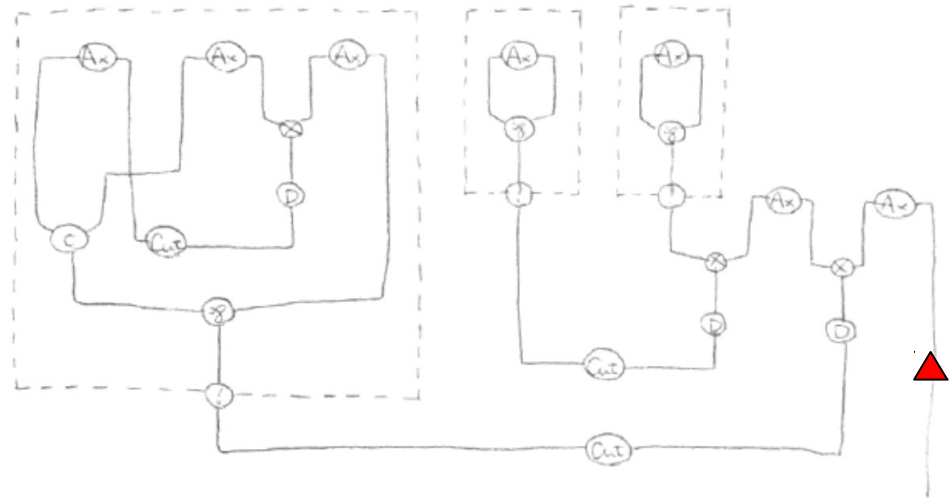 Ax Ax Ax Ax Ax
⊗ ⅋ ⅋
D ! ! Ax Ax
C Cut ⊗ ⊗
⅋ D D
Cut
!
Cut